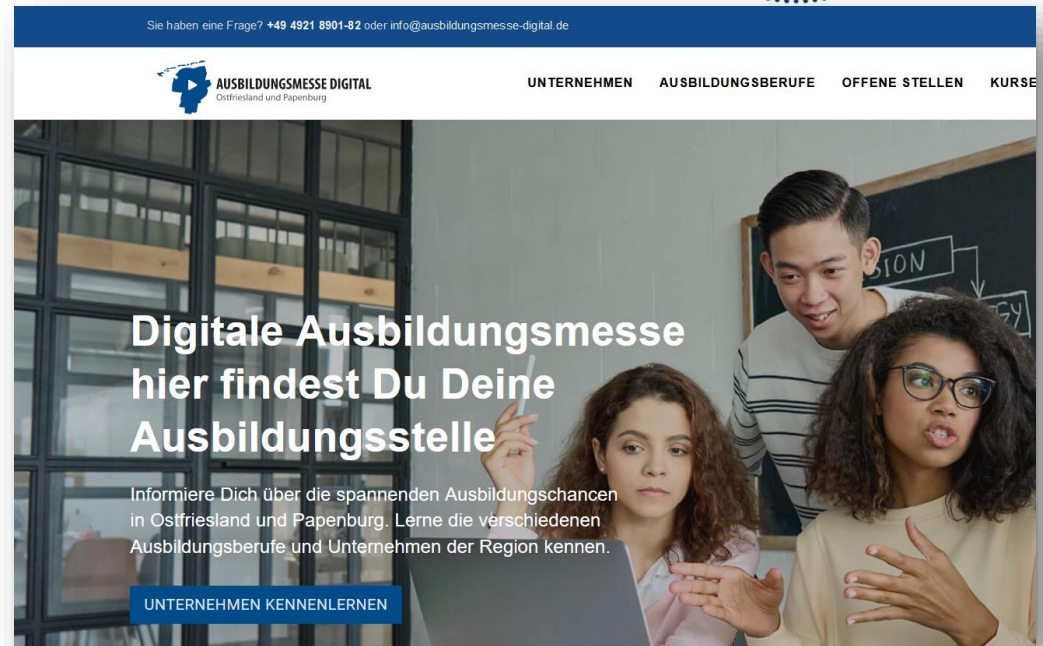 Sie haben eine Frage? +49 4921 8901-82 oder info@ausbildungsmesse-digital.de
AUSBILDUNGSMESSE DIGITAL
Ostfriesland und Papenburg
UNTERNEHMEN AUSBILDUNGSBERUFE OFFENE STELLEN KURSE
SION
Digitale Ausbildungsmesse
hier findest Du Deine
Ausbildungsstelle
Informiere Dich über die spannenden Ausbildungschancen
in Ostfriesland und Papenburg. Lerne die verschiedenen
Ausbildungsberufe und Unternehmen der Region kennen.
UNTERNEHMEN KENNENLERNEN